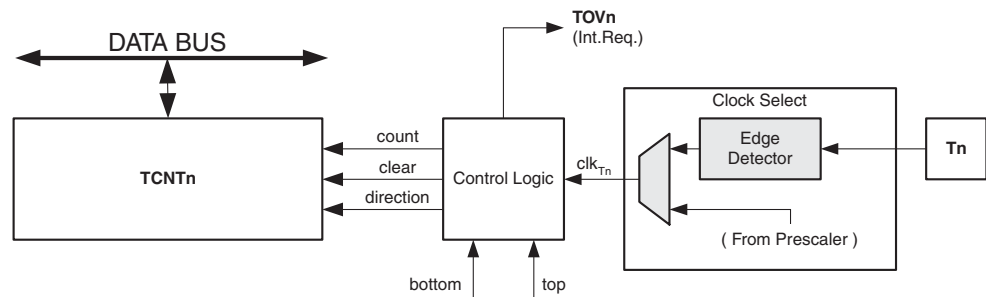 TOVn
(Int.Req.)
DATA BUS
Clock Select
count
Edge
Detector
Tn
TCNTn
clear
Control Logic
clkTn
direction
( From Prescaler )
bottom
top